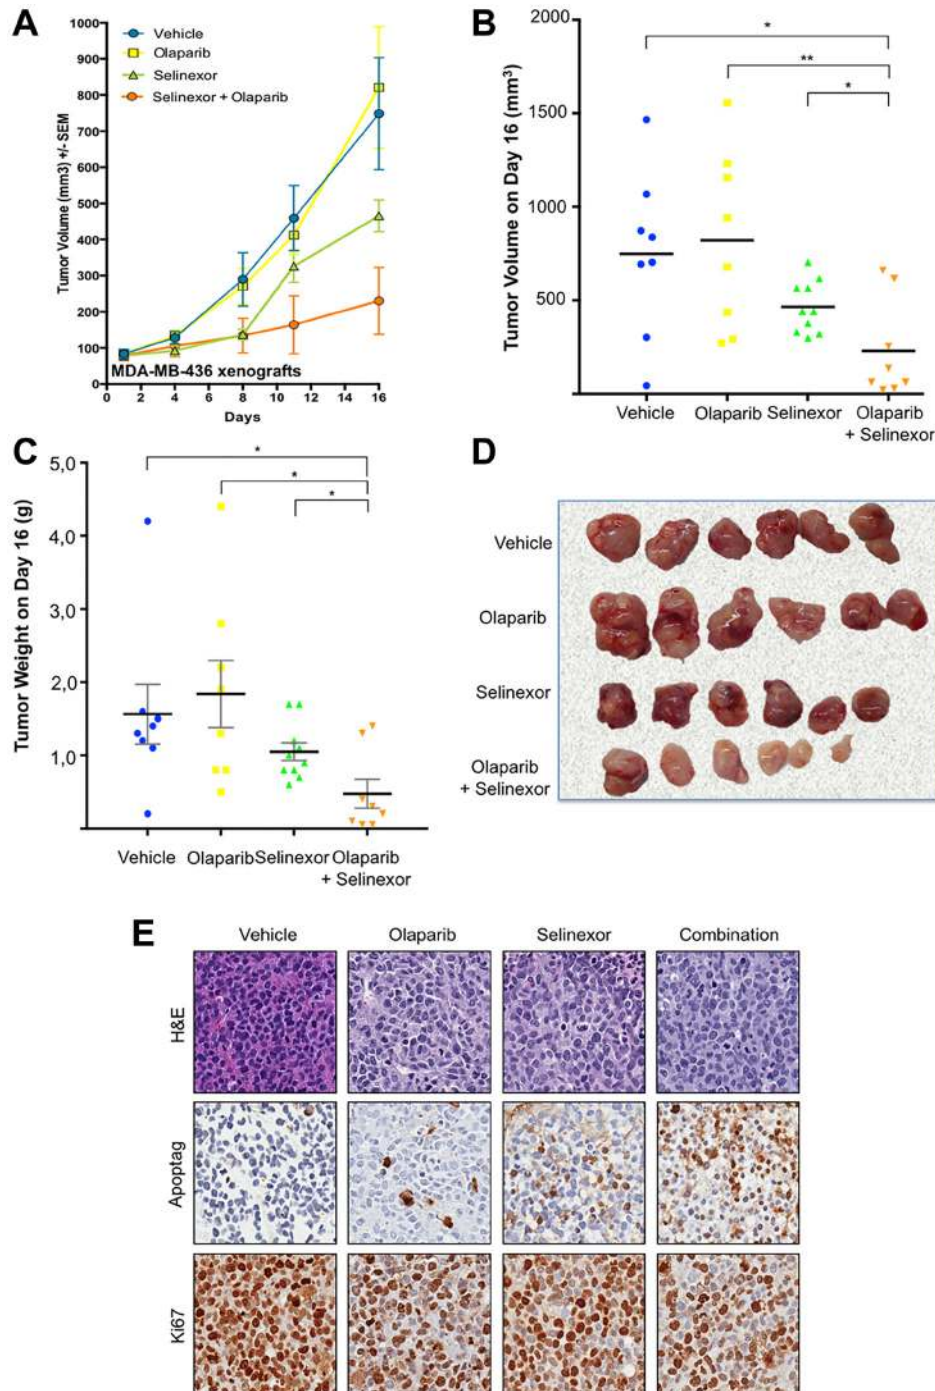 A
Vehicle
Olaparib
Selinexor
Selinexor + Olaparib
Tumor Volume (mm3) +/- SEM
1000
900
800
700
600
500
400
300
200
100
0
MDA-MB-436 xenografts
0 2 4 6 8 10 12 14 16
Days
B
Tumor Volume on Day 16 (mm³)
2000
1500
1000
500
*
**
*
Vehicle
Olaparib
Selinexor
Olaparib
+ Selinexor
C
Tumor Weight on Day 16 (g)
5,0
4,0
3,0
2,0
1,0
*
*
*
Vehicle
Olaparib
Selinexor
Olaparib
+ Selinexor
D
Vehicle
Olaparib
Selinexor
Olaparib
+ Selinexor
E
Vehicle
Olaparib
Selinexor
Combination
H&E
Apoptag
Ki67